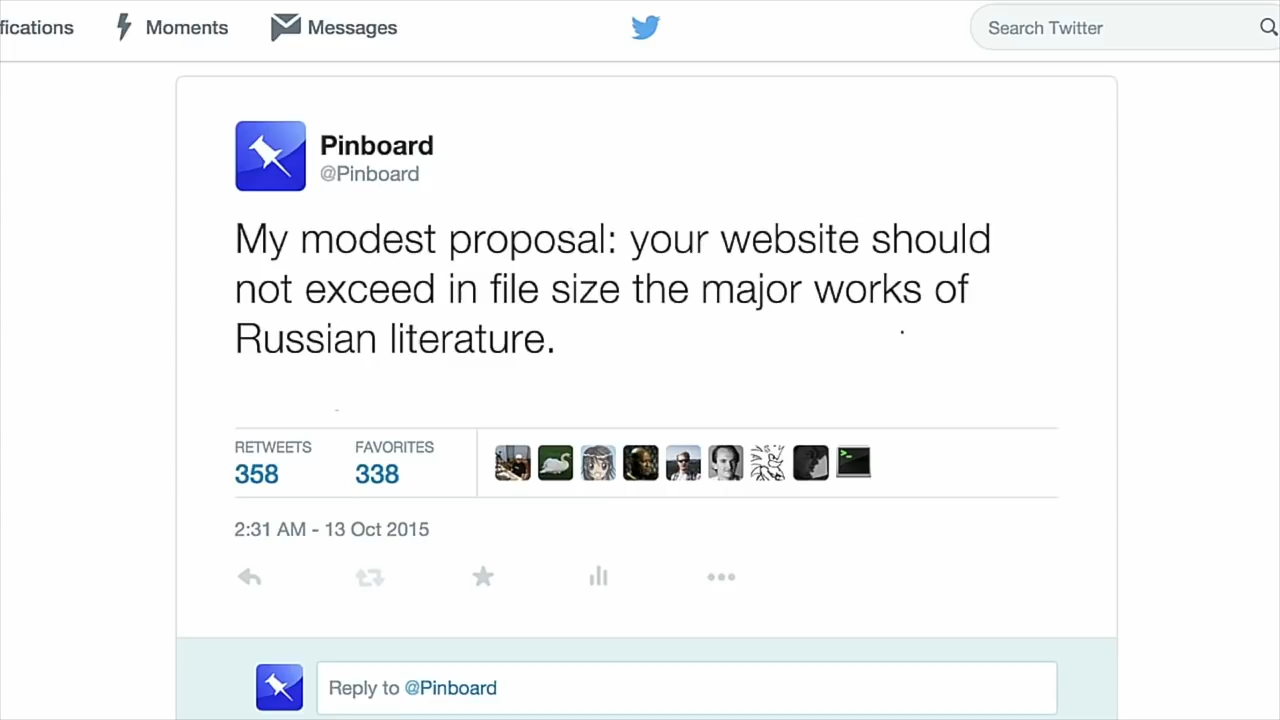 fications
Moments
Messages
Search Twitter
Pinboard
@Pinboard
My modest proposal: your website should
not exceed in file size the major works of
Russian literature.
RETWEETS
FAVORITES
358
338
2:31 AM - 13 Oct 2015
Reply to @Pinboard